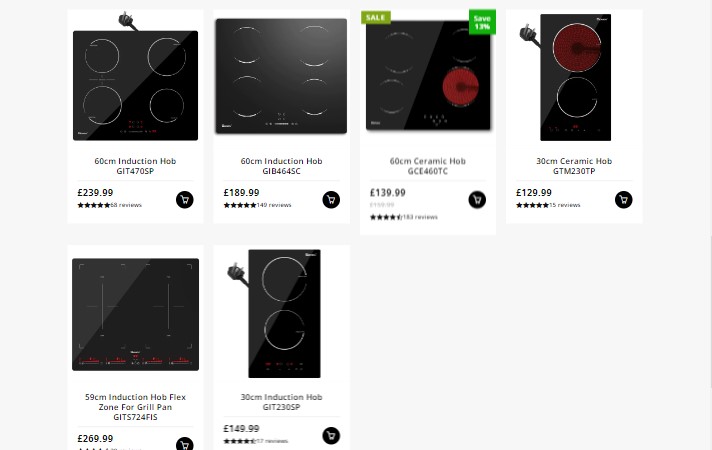 SALE
Save
13%
60cm Induction Hob
GIT470SP
£239.99
68 reviews
60cm Induction Hob
GIB464SC
£189.99
149 reviews
60cm Ceramic Hob
GCE460TC
£139.99
£159.99
183 reviews
30cm Ceramic Hob
GTM230TP
£129.99
15 reviews
59cm Induction Hob Flex
Zone For Grill Pan
GITS724FIS
£269.99
30cm Induction Hob
GIT230SP
£149.99
17 reviews